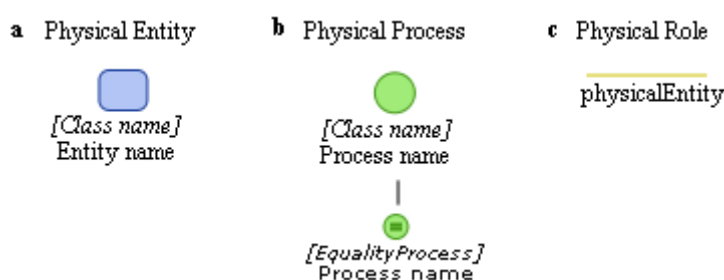 a Physical Entity
[Class name]
Entity name
b Physical Process
[Class name]
Process name
[EqualityProcess]
Process name
c Physical Role
physicalEntity